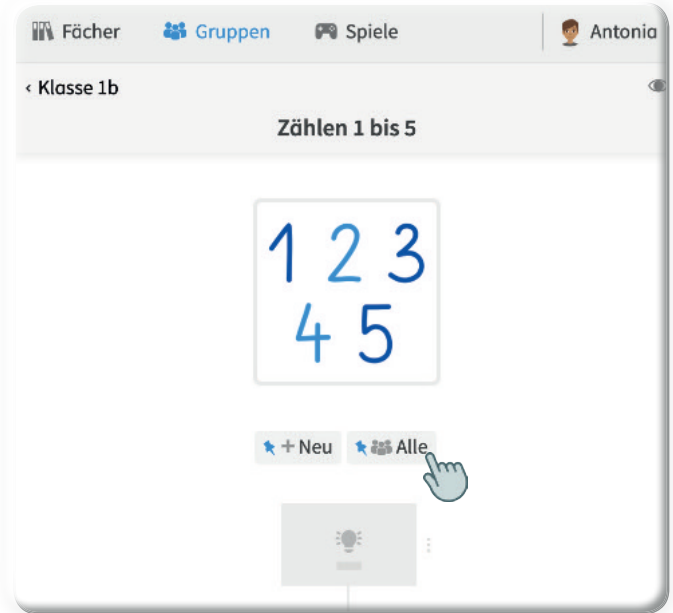 Fächer Gruppen Spiele Antonia
‹ Klasse 1b
Zählen 1 bis 5
1 2 3
4 5
+ Neu Alle